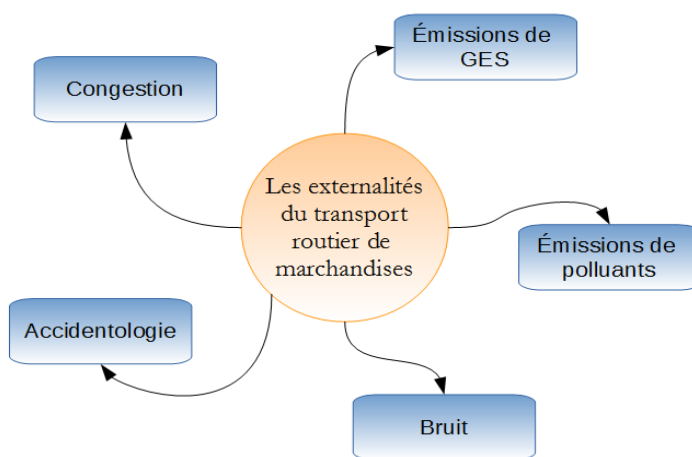 Émissions de
GES
Congestion
Les externalités
du transport
routier de
marchandises
Émissions de
polluants
Accidentologie
Bruit